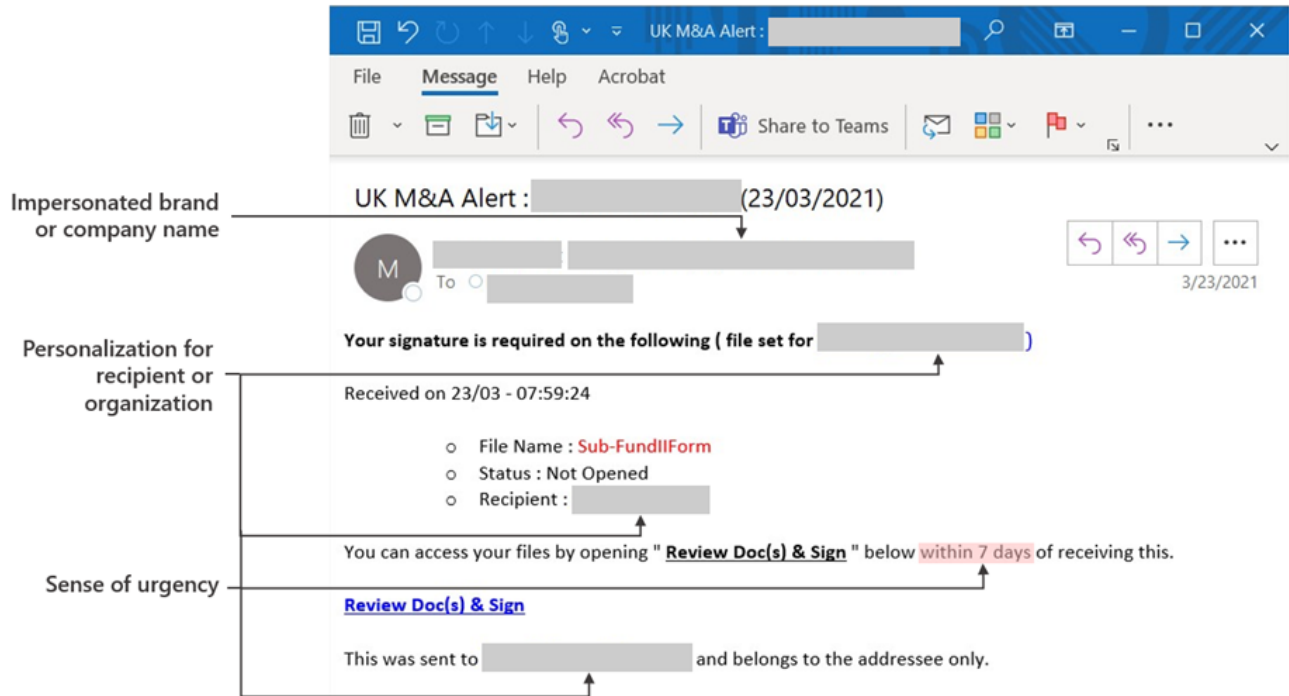 UK M&A Alert :
File Message Help Acrobat
Share to Teams
UK M&A Alert : (23/03/2021)
Impersonated brand
or company name
M
To
3/23/2021
Your signature is required on the following ( file set for )
Personalization for
recipient or
organization
Received on 23/03 - 07:59:24
o File Name : Sub-FundIIForm
o Status : Not Opened
o Recipient :
You can access your files by opening " Review Doc(s) & Sign " below within 7 days of receiving this.
Sense of urgency
Review Doc(s) & Sign
This was sent to and belongs to the addressee only.